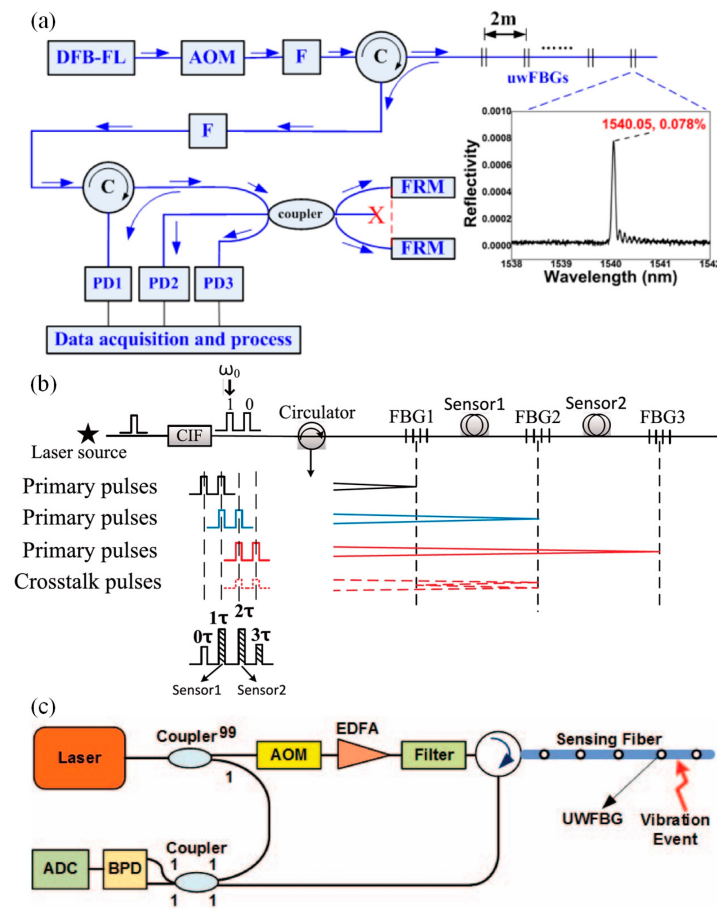 (a)
2m
DFB-FL
AOM
F
C
......
uwFBGs
F
1540.05, 0.078%
0.0010
0.0008
0.0006
0.0004
0.0002
0.0000
Reflectivity
1538
1539
1540
1541
1542
Wavelength (nm)
C
coupler
X
FRM
FRM
PD1
PD2
PD3
Data acquisition and process
(b)
ω0
1 0
Circulator
FBG1
Sensor1
FBG2
Sensor2
FBG3
CIF
Laser source
Primary pulses
Primary pulses
Primary pulses
Crosstalk pulses
0τ
1τ
2τ
3τ
Sensor1
Sensor2
(c)
Laser
Coupler
99
1
AOM
EDFA
Filter
Sensing Fiber
UWFBG
Vibration
Event
ADC
BPD
Coupler
1
1
1
1